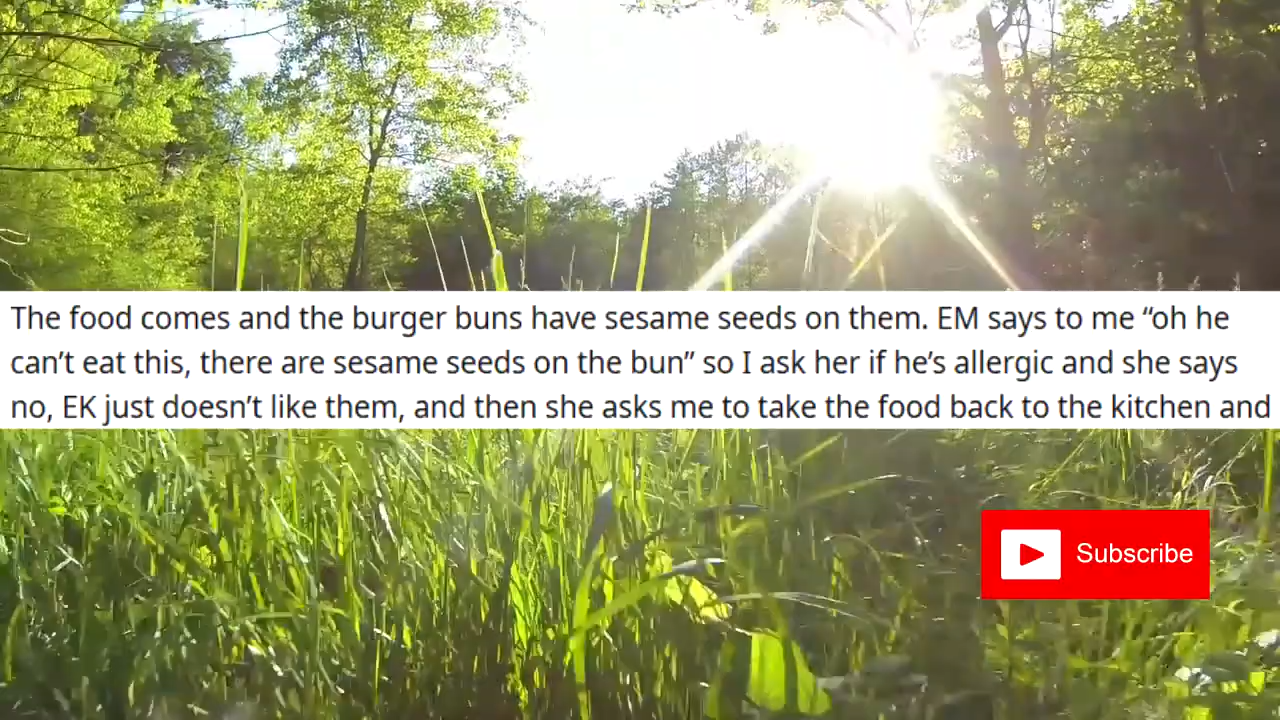 The food comes and the burger buns have sesame seeds on them. EM says to me “oh he
can’t eat this, there are sesame seeds on the bun” so I ask her if he’s allergic and she says
no, EK just doesn’t like them, and then she asks me to take the food back to the kitchen and
Subscribe